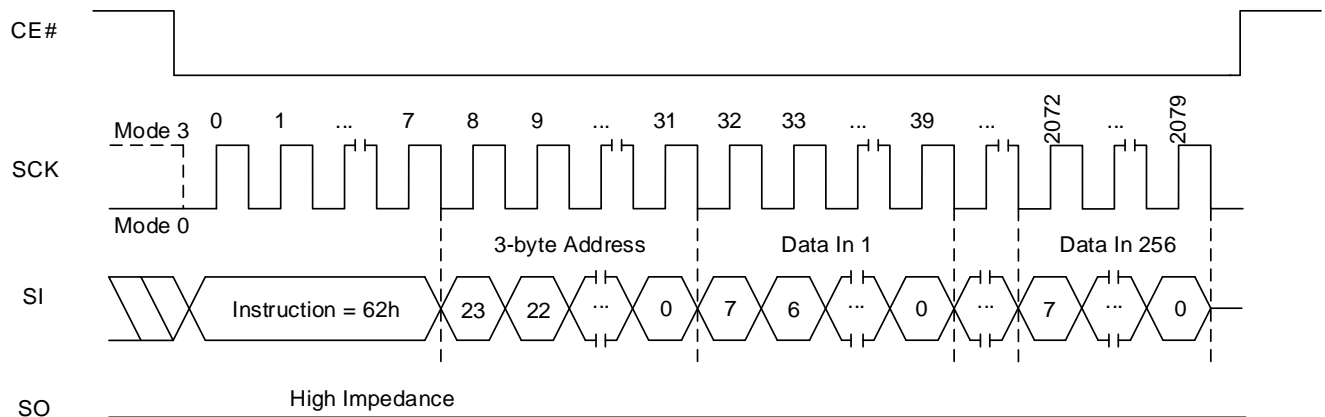 CE#
Mode 3
0 1 ... 7 8 9 ... 31 32 33 ... 39 ... 2072 ... 2079
SCK
Mode 0
3-byte Address Data In 1 Data In 256
SI
Instruction = 62h 23 22 ... 0 7 6 ... 0 ... 7 ... 0
High Impedance
SO